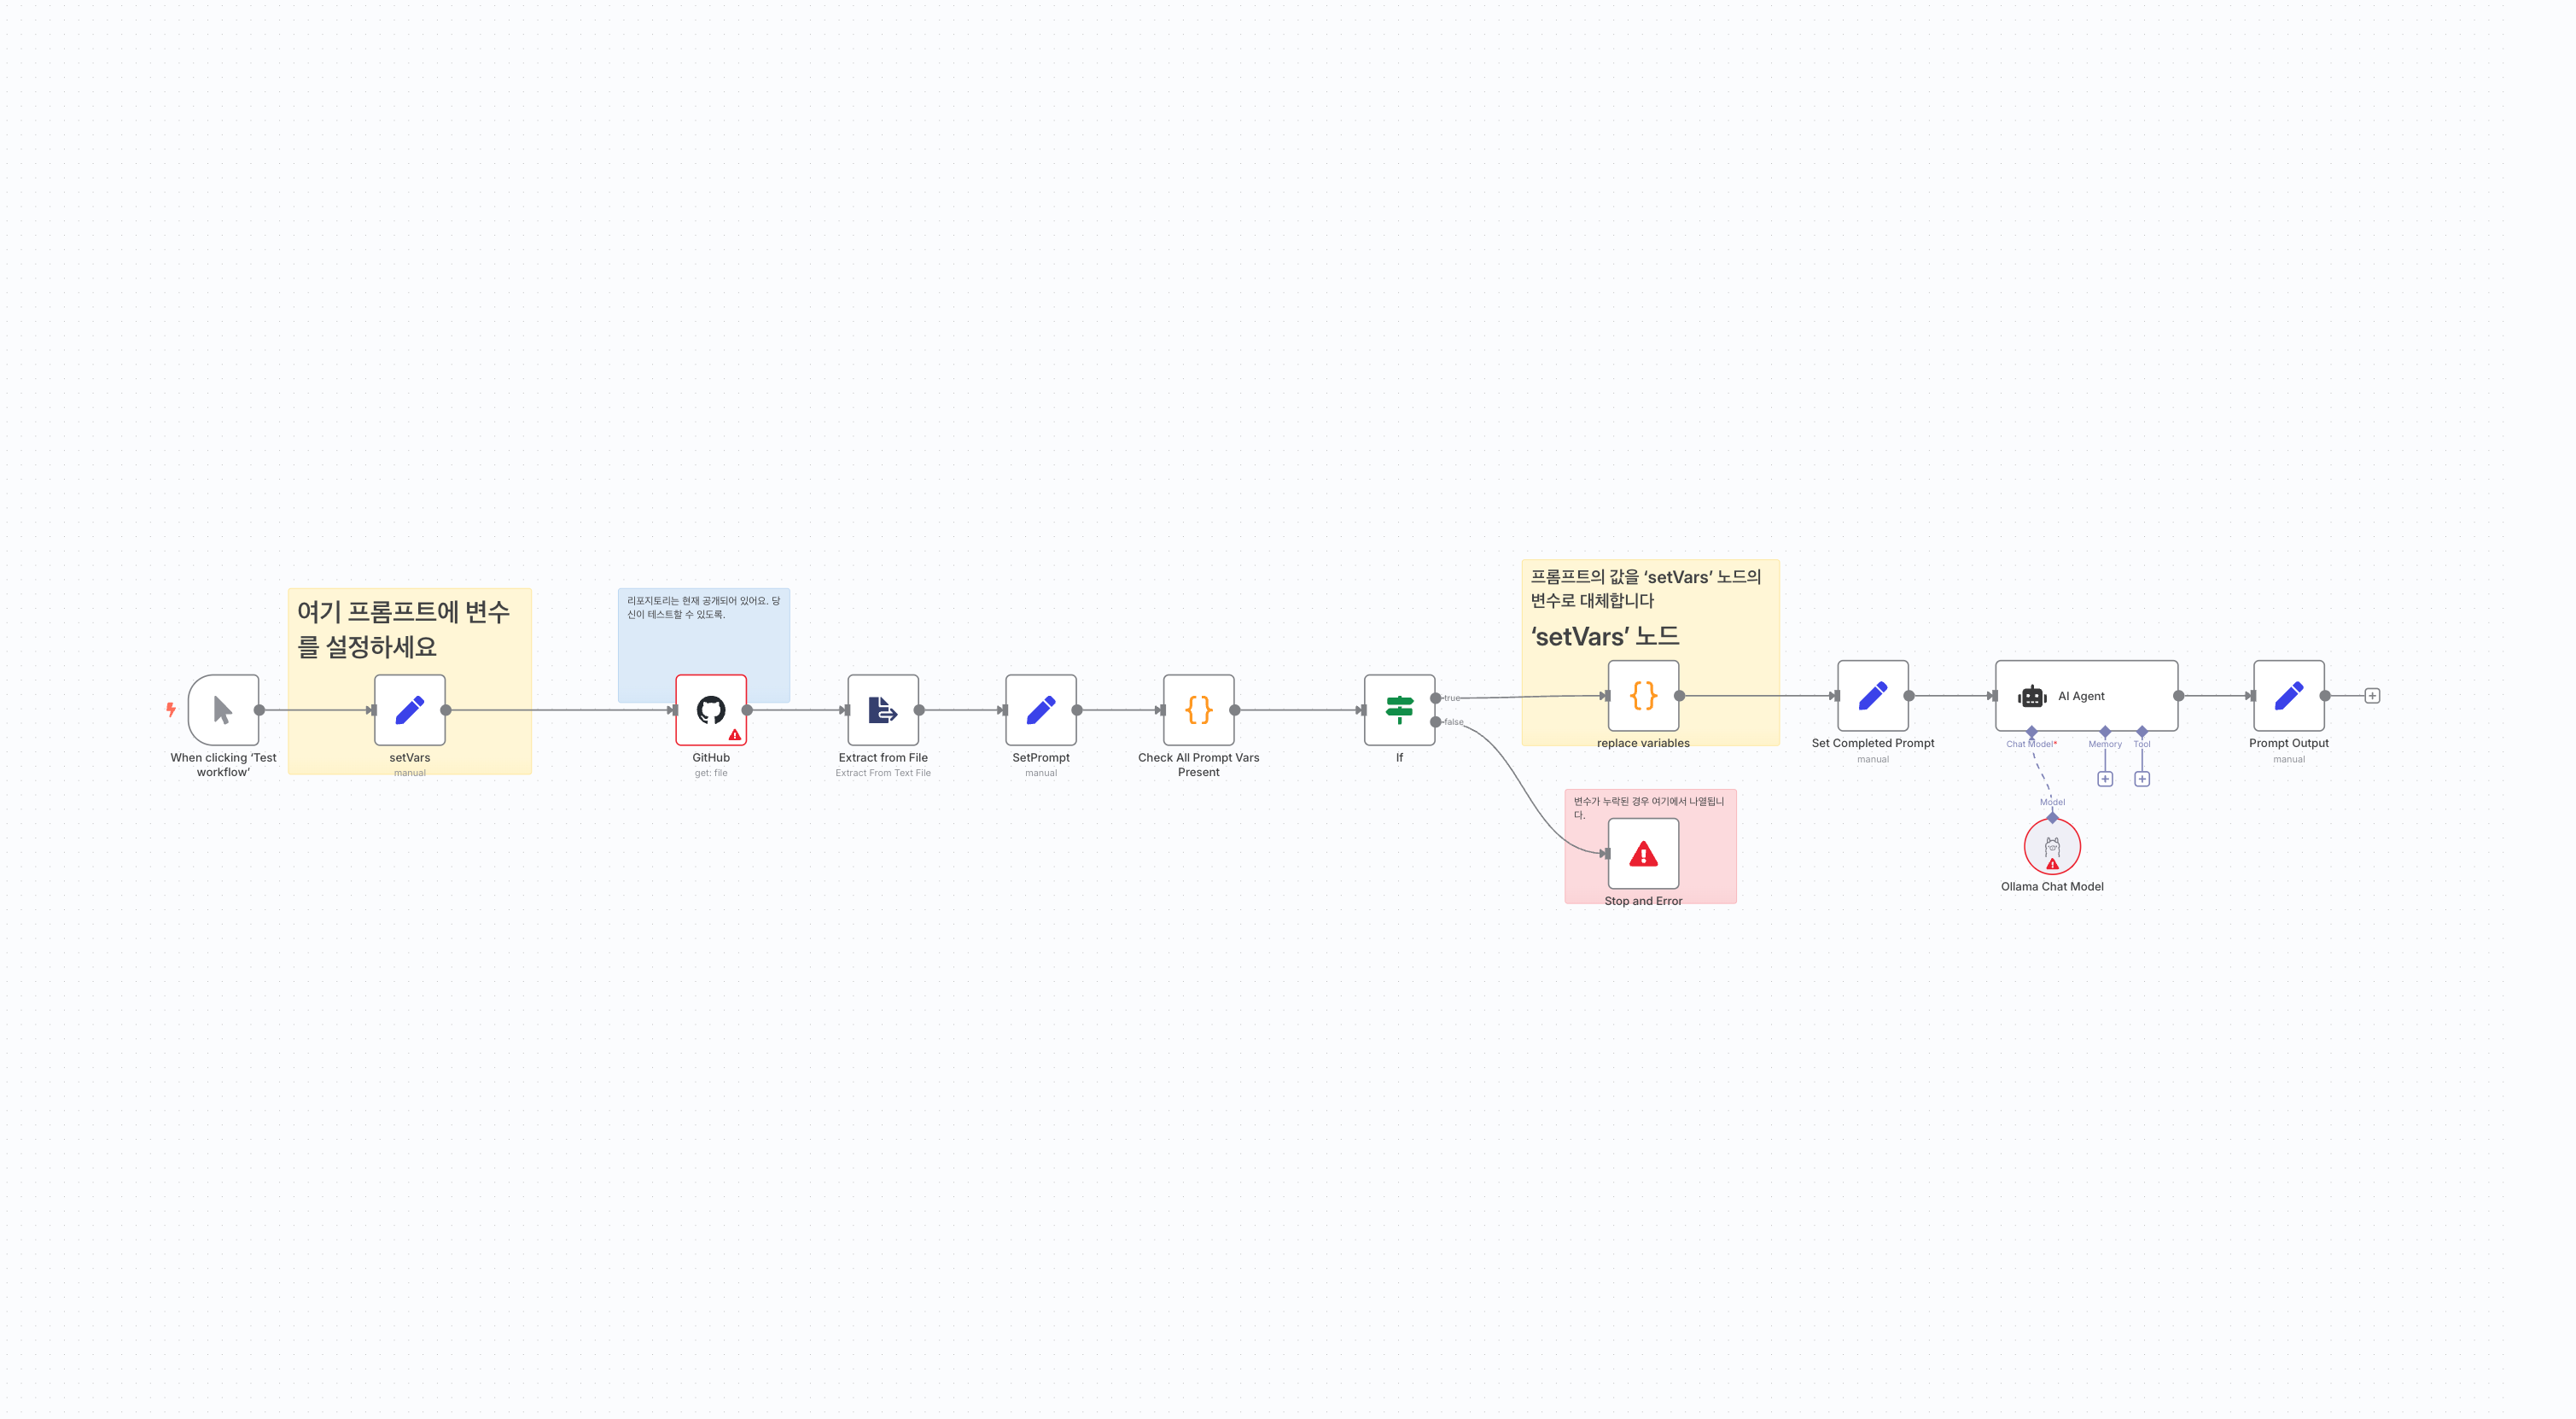 여기 프롬프트에 변수
를 설정하세요
When clicking ‘Test
workflow’
setVars
manual
리포지토리는 현재 공개되어 있어요. 당
신이 테스트할 수 있도록.
GitHub
get: file
Extract from File
Extract From Text File
SetPrompt
manual
Check All Prompt Vars
Present
If
true
false
프롬프트의 값을 ‘setVars’ 노드의
변수로 대체합니다
‘setVars’ 노드
replace variables
변수가 누락된 경우 여기에서 나열됩니
다.
Stop and Error
Set Completed Prompt
manual
AI Agent
Chat Model*
Memory
Tool
Model
Ollama Chat Model
Prompt Output
manual